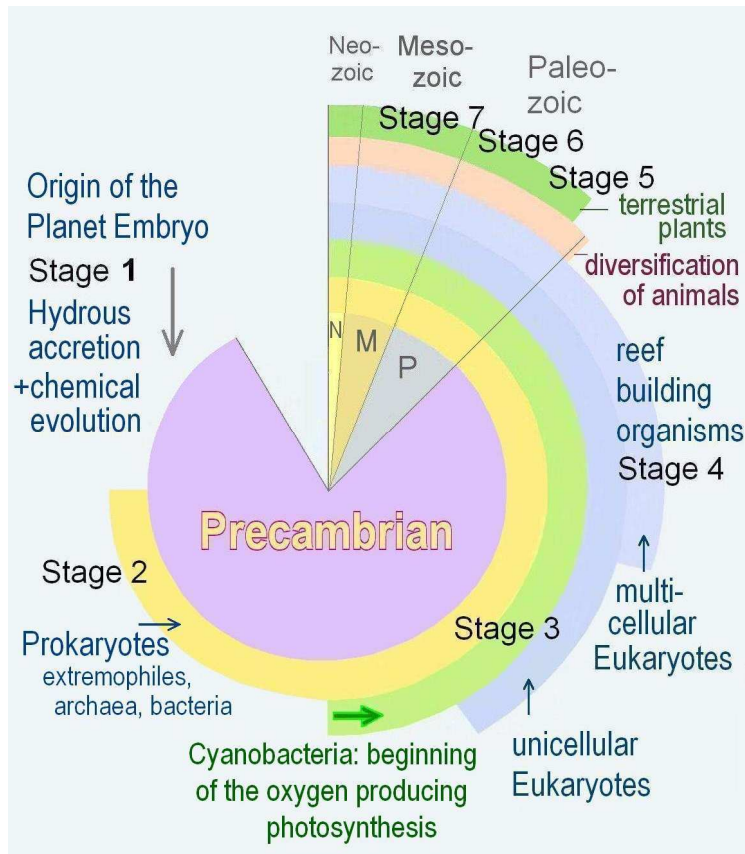 Neo-
zoic
Meso-
zoic
Paleo-
zoic
Stage 7
Stage 6
Stage 5
terrestrial
plants
diversification
of animals
Origin of the
Planet Embryo
Stage 1
Hydrous
accretion
+chemical
evolution
N
M
P
reef
building
organisms
Stage 4
Precambrian
Stage 2
Prokaryotes
extremophiles,
archaea, bacteria
Stage 3
multi-
cellular
Eukaryotes
unicellular
Eukaryotes
Cyanobacteria: beginning
of the oxygen producing
photosynthesis